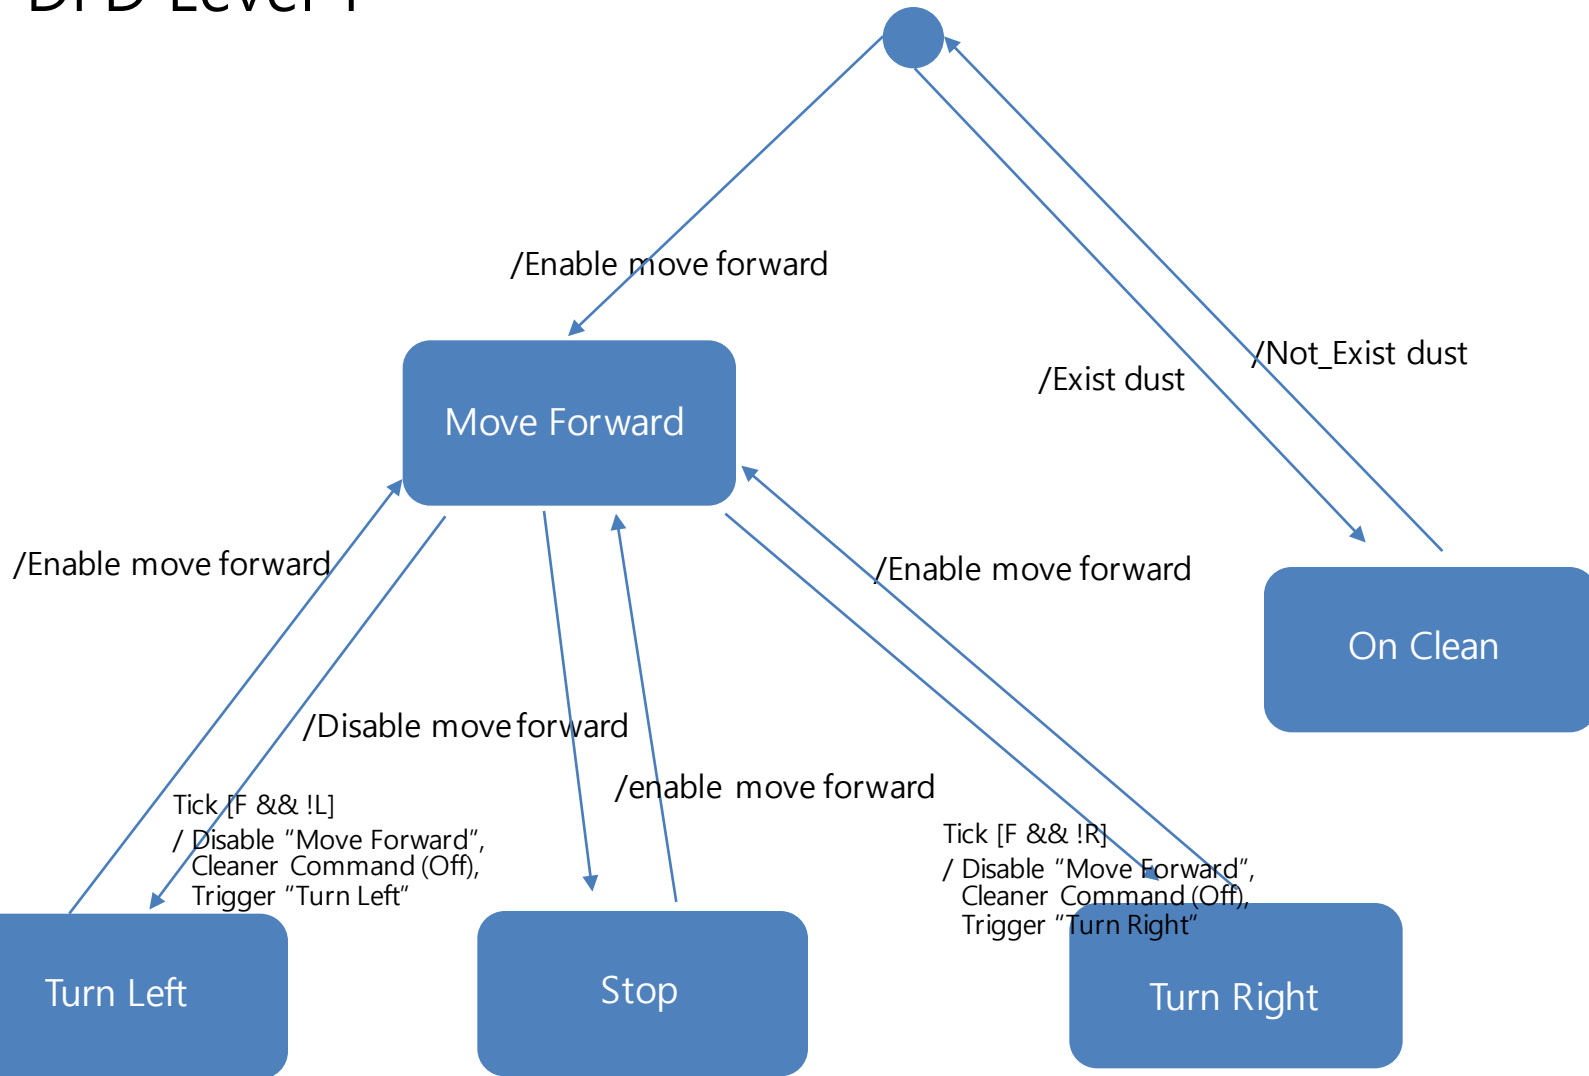 /Enable move forward
/Not_Exist dust
/Exist dust
Move Forward
/Enable move forward
/Enable move forward
On Clean
/Disable move forward
/enable move forward
Tick [F && !L]
/ Disable “Move Forward”,
Cleaner Command (Off),
Trigger “Turn Left”
Tick [F && !R]
/ Disable “Move Forward”,
Cleaner Command (Off),
Trigger “Turn Right”
Turn Left
Stop
Turn Right